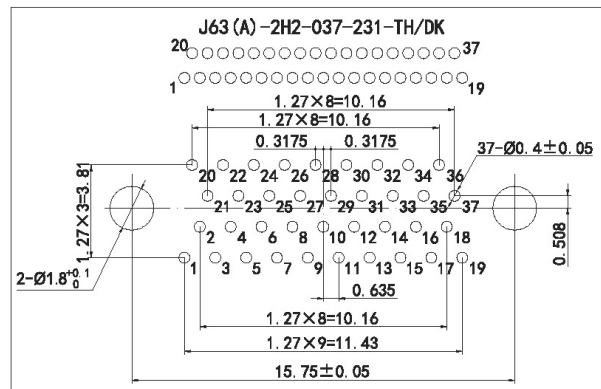 J63(A)-2H2-037-231-TH/DK
20 37
1 19
1.27×8=10.16
1.27×8=10.16
0.3175 0.3175
37-Ø0.4±0.05
20 22 24 26 28 30 32 34 36
21 23 25 27 29 31 33 35 37
1.27×3=3.81
2 4 6 8 10 12 14 16 18
0.508
1 3 5 7 9 11 13 15 17 19
2-Ø1.8+0.1 0
0.635
1.27×8=10.16
1.27×9=11.43
15.75±0.05